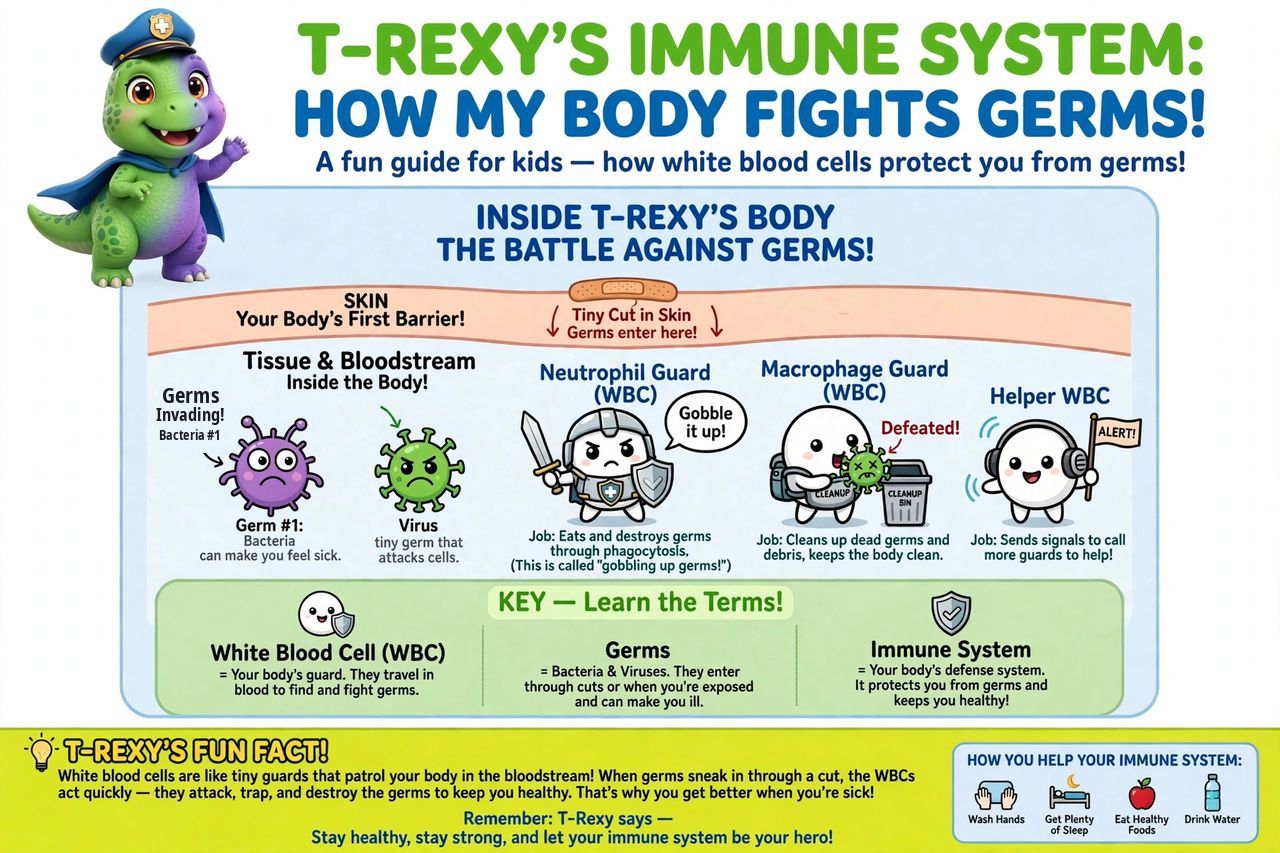 T-REXY'S IMMUNE SYSTEM:
HOW MY BODY FIGHTS GERMS!
A fun guide for kids — how white blood cells protect you from germs!
INSIDE T-REXY'S BODY
THE BATTLE AGAINST GERMS!
SKIN
Your Body's First Barrier!
Tiny Cut in Skin
Germs enter here!
Tissue & Bloodstream
Inside the Body!
Germs
Invading!
Bacteria #1
Germ #1:
Bacteria
can make you feel sick.
Virus
tiny germ that
attacks cells.
Neutrophil Guard
(WBC)
Gobble
it up!
Job: Eats and destroys germs
through phagocytosis,
(This is called "gobbling up germs!")
Macrophage Guard
(WBC)
Defeated!
CLEANUP
CLEANUP
BIN
Job: Cleans up dead germs and
debris, keeps the body clean.
Helper WBC
ALERT!
Job: Sends signals to call
more guards to help!
KEY — Learn the Terms!
White Blood Cell (WBC)
= Your body's guard. They travel in
blood to find and fight germs.
Germs
= Bacteria & Viruses. They enter
through cuts or when you're exposed
and can make you ill.
Immune System
= Your body's defense system.
It protects you from germs and
keeps you healthy!
T-REXY'S FUN FACT!
White blood cells are like tiny guards that patrol your body in the bloodstream! When germs sneak in through a cut, the WBCs
act quickly — they attack, trap, and destroy the germs to keep you healthy. That's why you get better when you're sick!
Remember: T-Rexy says —
Stay healthy, stay strong, and let your immune system be your hero!
HOW YOU HELP YOUR IMMUNE SYSTEM:
Wash Hands
Get Plenty
of Sleep
Eat Healthy
Foods
Drink Water